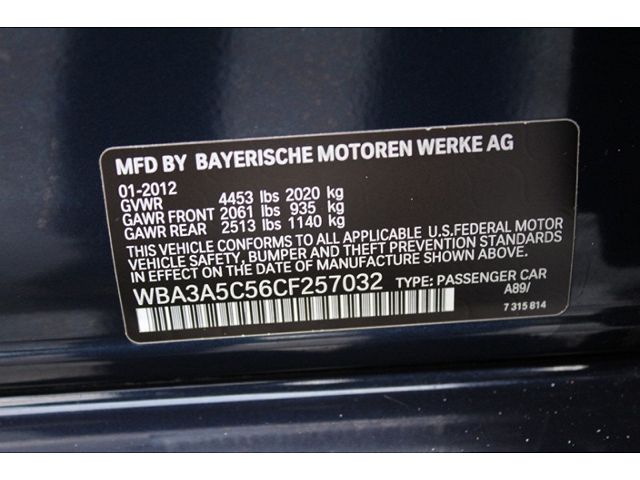 MFD BY BAYERISCHE MOTOREN WERKE AG
01-2012
GVWR 4453 lbs 2020 kg
GAWR FRONT 2061 lbs 935 kg
GAWR REAR 2513 lbs 1140 kg
THIS VEHICLE CONFORMS TO ALL APPLICABLE U.S.FEDERAL MOTOR
VEHICLE SAFETY, BUMPER AND THEFT PREVENTION STANDARDS
IN EFFECT ON THE DATE OF MANUFACTURE SHOWN ABOVE.
WBA3A5C56CF257032 TYPE: PASSENGER CAR
A89/
7 315 814